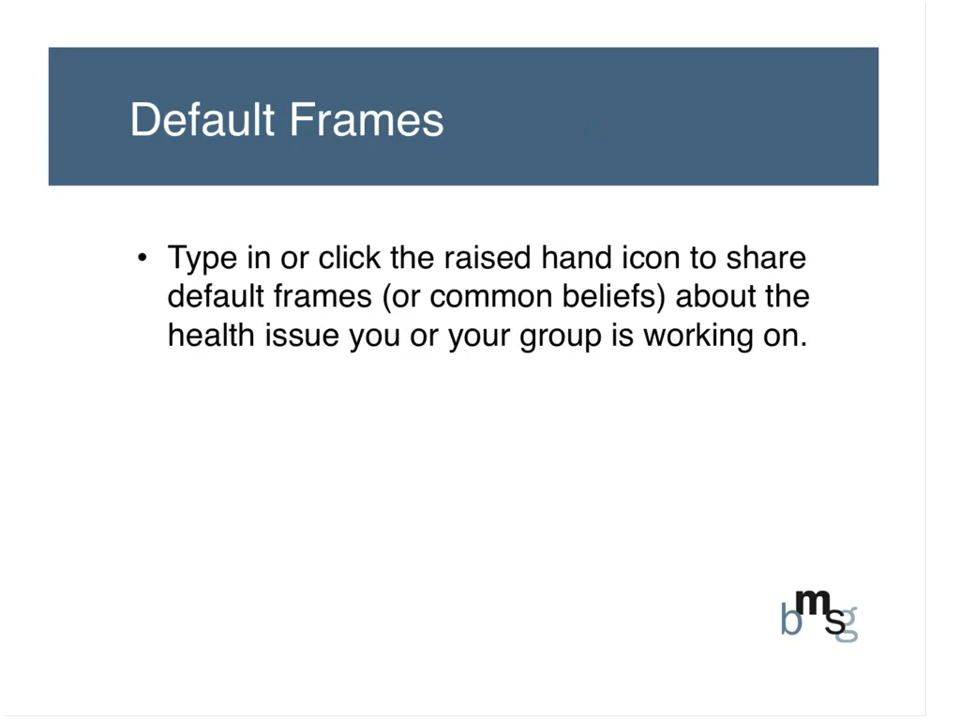 Default Frames
• Type in or click the raised hand icon to share
default frames (or common beliefs) about the
health issue you or your group is working on.
bmsg